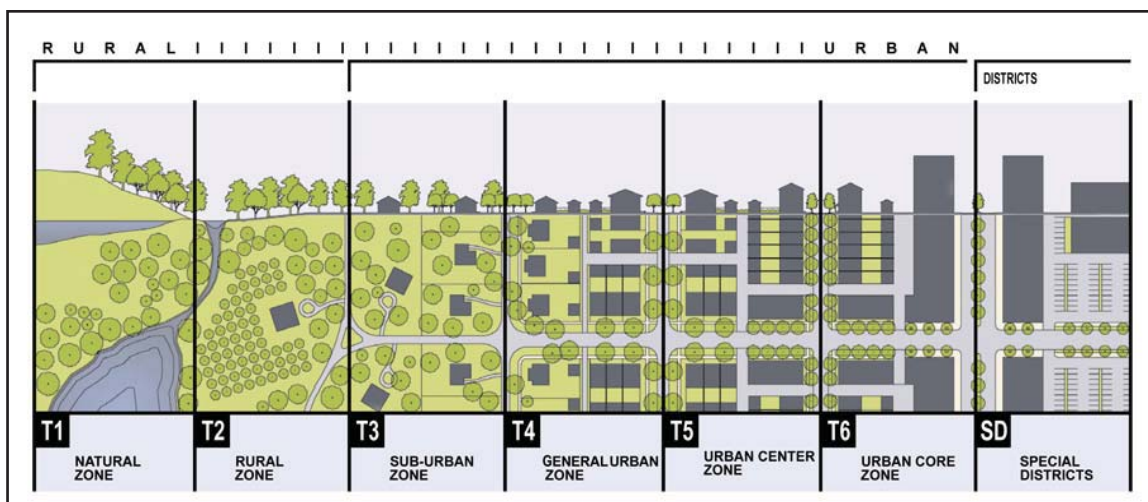 R U R A L I I I I I I I I I I I I I I I I I I I I I I I I I I I U R B A N
DISTRICTS
T1
NATURAL
ZONE
T2
RURAL
ZONE
T3
SUB-URBAN
ZONE
T4
GENERAL URBAN
ZONE
T5
URBAN CENTER
ZONE
T6
URBAN CORE
ZONE
SD
SPECIAL
DISTRICTS